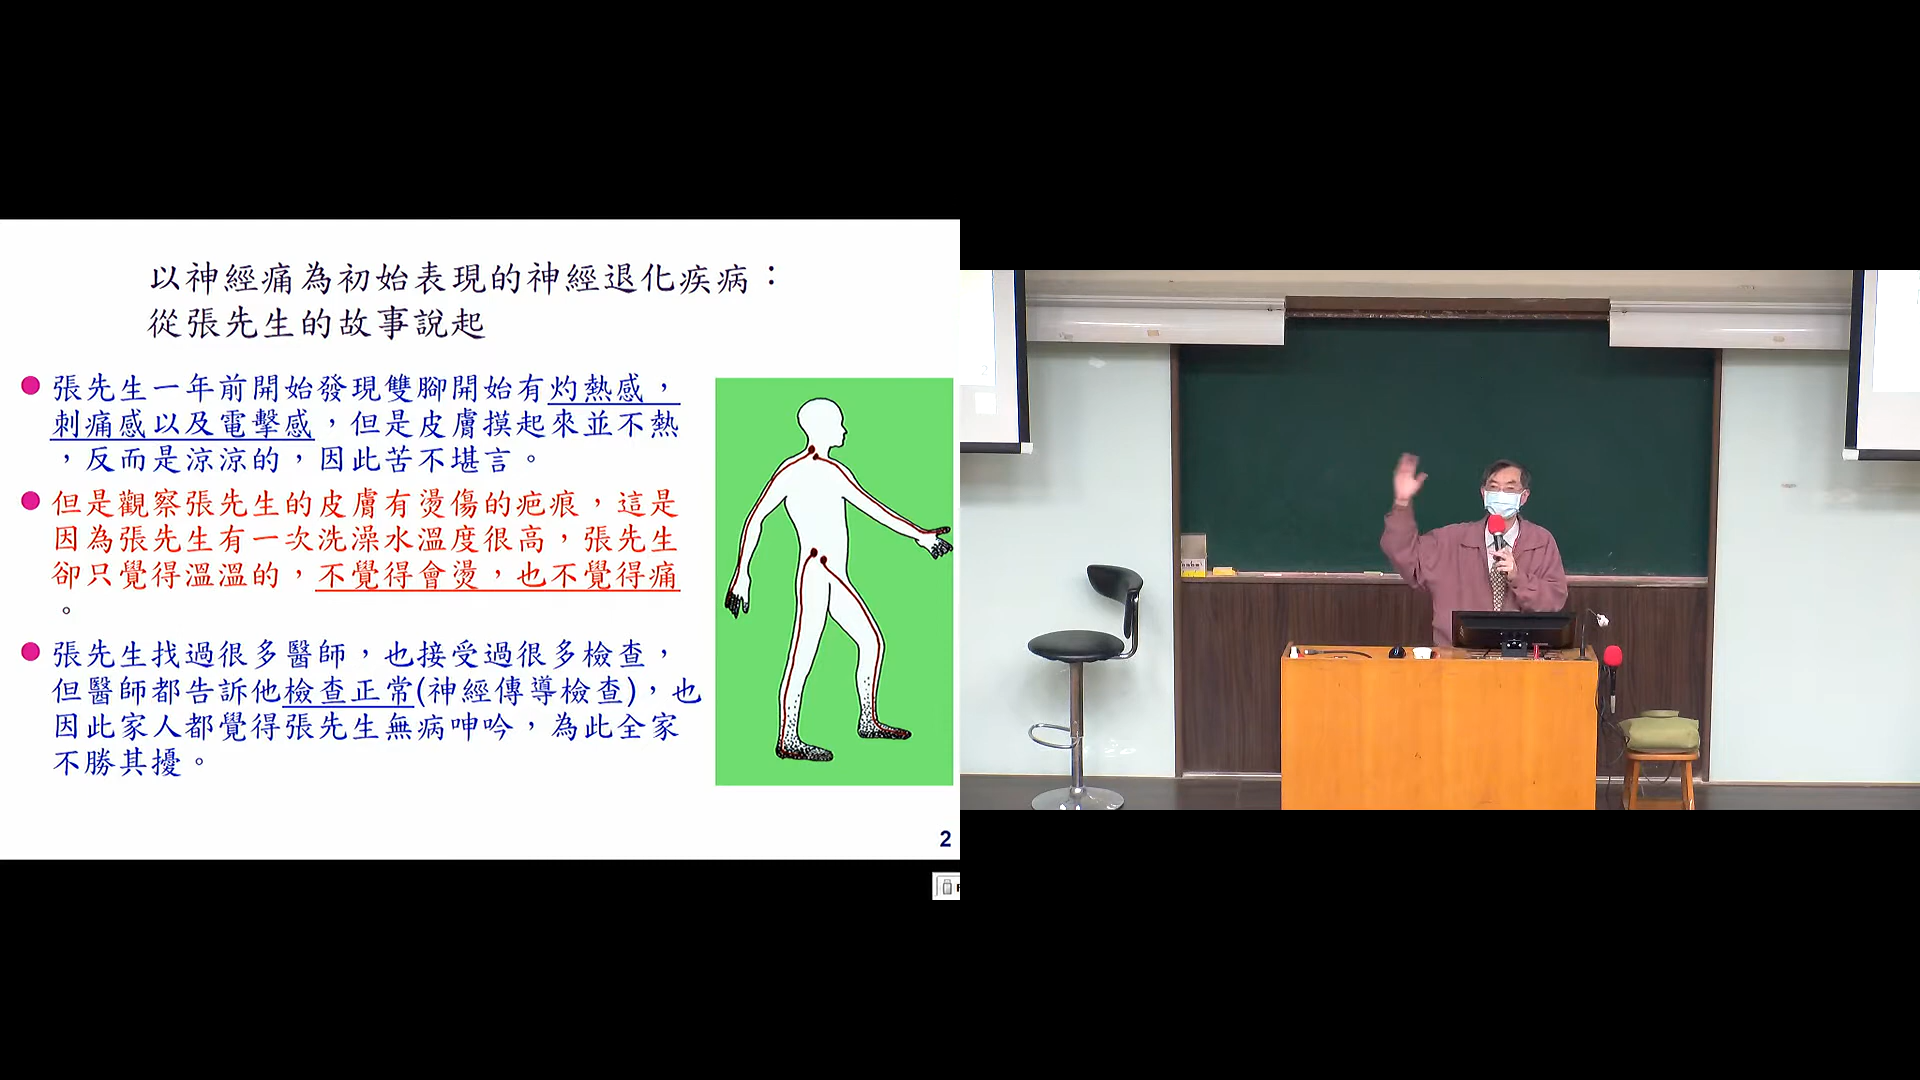 以神經痛為初始表現的神經退化疾病：
從張先生的故事說起
張先生一年前開始發現雙腳開始有灼熱感，
刺痛感以及電擊感，但是皮膚摸起來並不熱
，反而是涼涼的，因此苦不堪言。
但是觀察張先生的皮膚有燙傷的疤痕，這是
因為張先生有一次洗澡水溫度很高，張先生
卻只覺得溫溫的，不覺得會燙，也不覺得痛
。
張先生找過很多醫師，也接受過很多檢查，
但醫師都告訴他檢查正常(神經傳導檢查)，也
因此家人都覺得張先生無病呻吟，為此全家
不勝其擾。
2